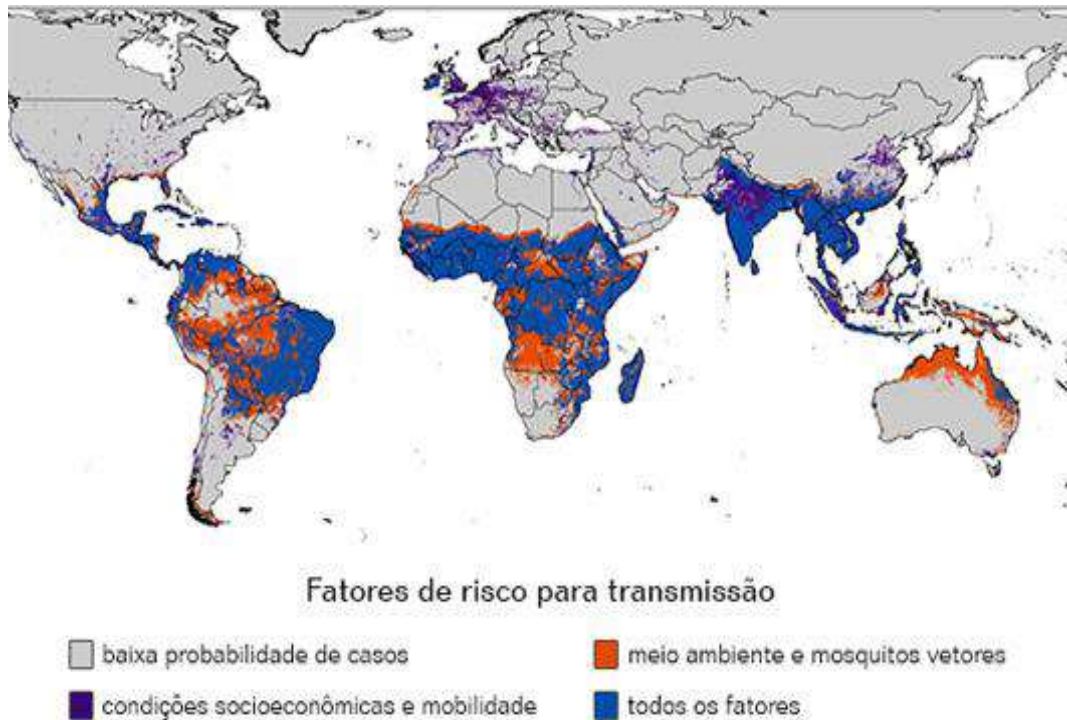 Fatores de risco para transmissão
baixa probabilidade de casos
meio ambiente e mosquitos vetores
condições socioeconômicas e mobilidade
todos os fatores